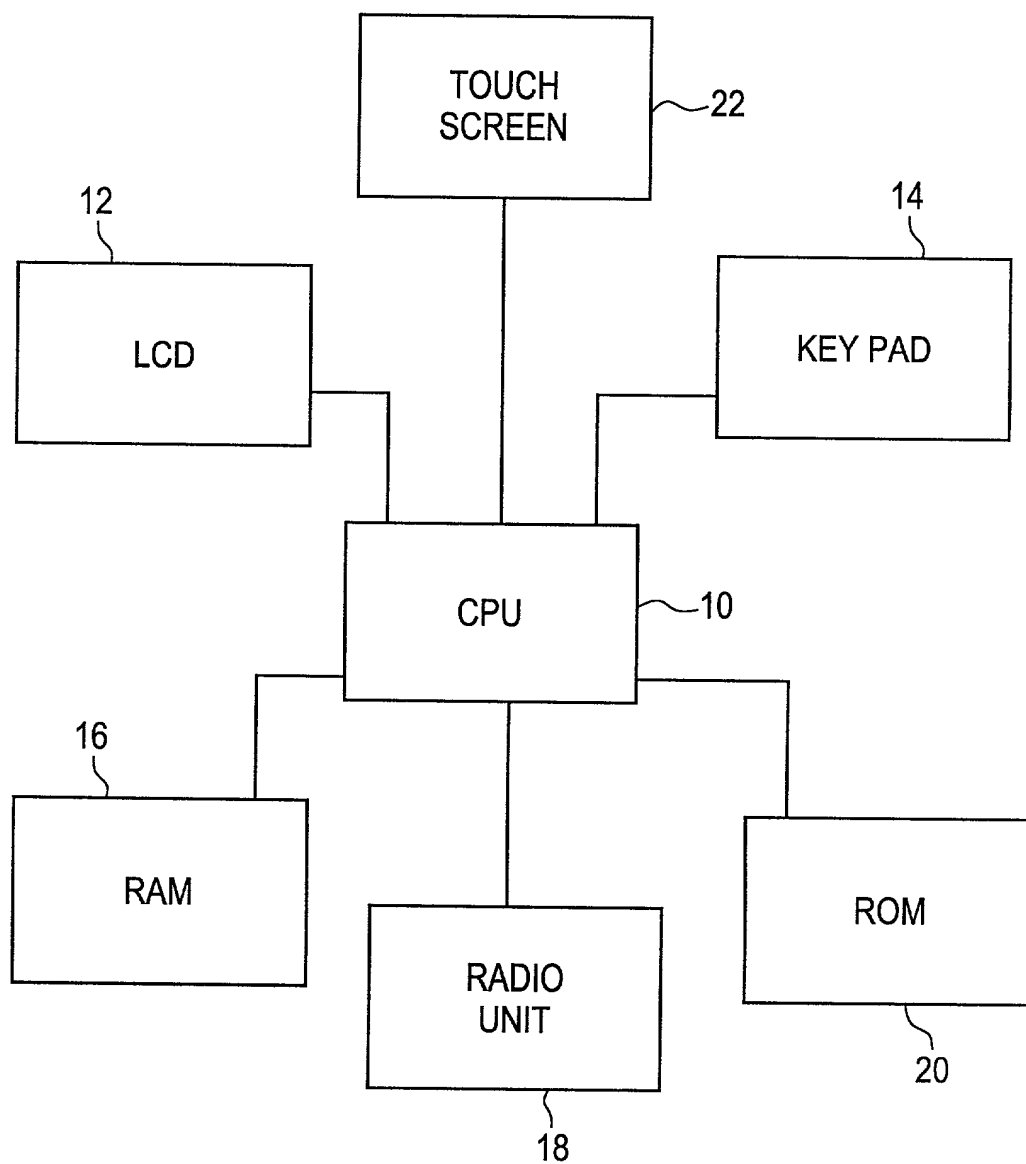 TOUCH
SCREEN
22
12
14
LCD
KEY PAD
CPU
10
16
RAM
ROM
RADIO
UNIT
20
18